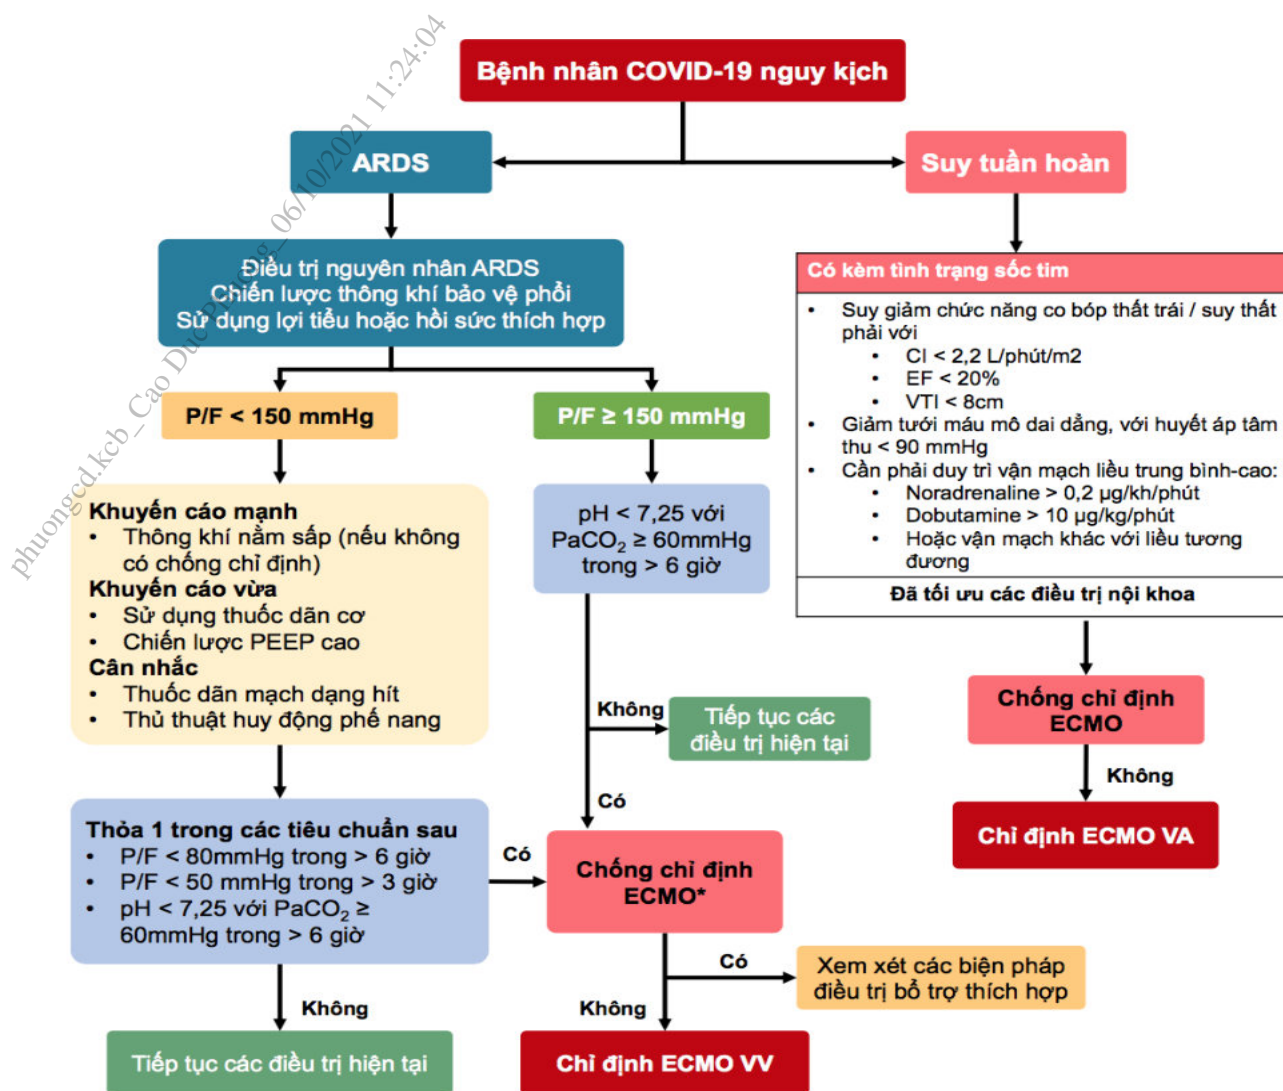 Bệnh nhân COVID-19 nguy kịch
ARDS
Suy tuần hoàn
Điều trị nguyên nhân ARDS
Chiến lược thông khí bảo vệ phổi
Sử dụng lợi tiểu hoặc hồi sức thích hợp
P/F < 150 mmHg
P/F ≥ 150 mmHg
Khuyến cáo mạnh
• Thông khí nằm sấp (nếu không
có chống chỉ định)
Khuyến cáo vừa
• Sử dụng thuốc dãn cơ
• Chiến lược PEEP cao
Cân nhắc
• Thuốc dãn mạch dạng hít
• Thủ thuật huy động phế nang
pH < 7,25 với
PaCO₂ ≥ 60mmHg
trong > 6 giờ
Không
Tiếp tục các
điều trị hiện tại
Có
Thỏa 1 trong các tiêu chuẩn sau
• P/F < 80mmHg trong > 6 giờ
• P/F < 50 mmHg trong > 3 giờ
• pH < 7,25 với PaCO₂ ≥
60mmHg trong > 6 giờ
Có
Chống chỉ định
ECMO*
Không
Tiếp tục các điều trị hiện tại
Có
Xem xét các biện pháp
điều trị bổ trợ thích hợp
Không
Chỉ định ECMO VV
Có kèm tình trạng sốc tim
• Suy giảm chức năng co bóp thất trái / suy thất
phải với
• CI < 2,2 L/phút/m2
• EF < 20%
• VTI < 8cm
• Giảm tưới máu mô dai dẳng, với huyết áp tâm
thu < 90 mmHg
• Cần phải duy trì vận mạch liều trung bình-cao:
• Noradrenaline > 0,2 µg/kh/phút
• Dobutamine > 10 µg/kg/phút
• Hoặc vận mạch khác với liều tương
đương
Đã tối ưu các điều trị nội khoa
Chống chỉ định
ECMO
Không
Chỉ định ECMO VA
phuongcd.kcb_Cao Duc Phuong_06/10/2021 11:24:04